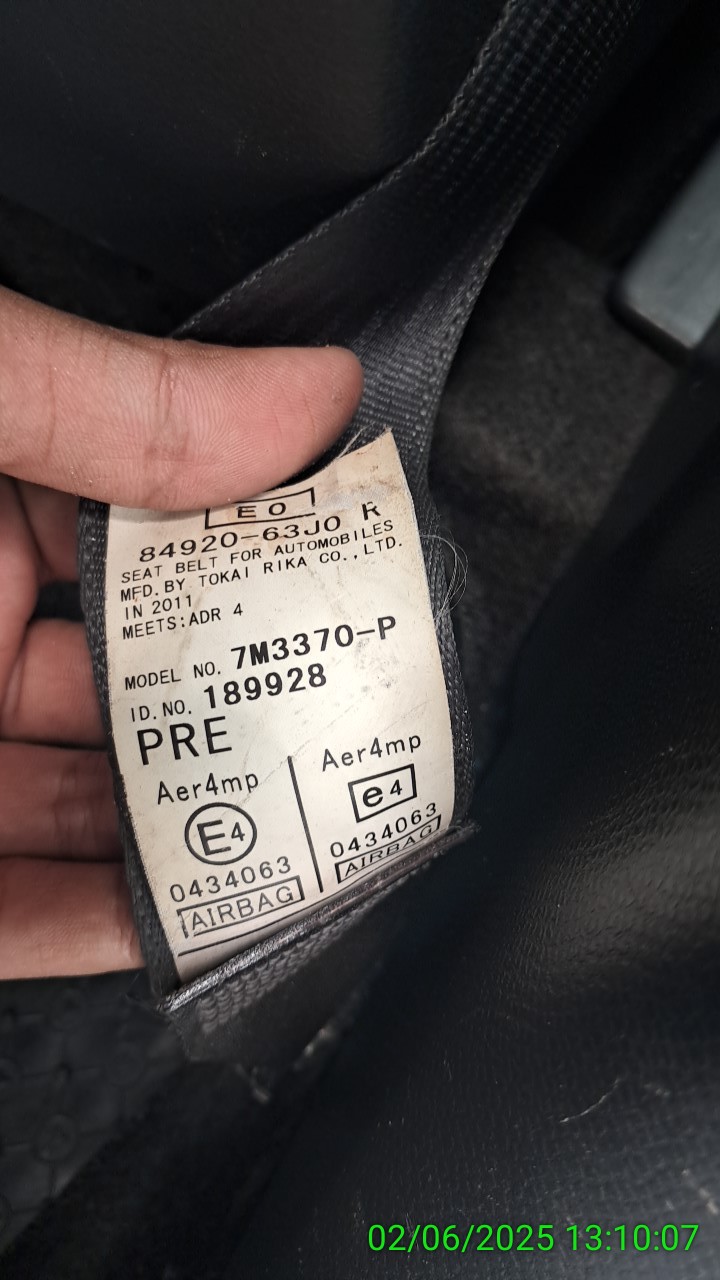 E0
84920-63J0 R
SEAT BELT FOR AUTOMOBILES
MFD.BY TOKAI RIKA CO.,LTD.
IN 2011
MEETS:ADR 4
MODEL NO. 7M3370-P
ID.NO. 189928
PRE
Aer4mp
E4
0434063
AIRBAG
Aer4mp
e4
0434063
AIRBAG
02/06/2025 13:10:07